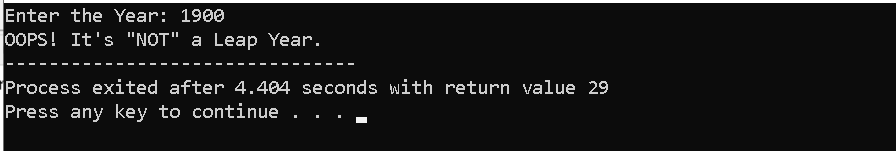 Enter the Year: 1900
OOPS! It's "NOT" a Leap Year.
--------------------------------
Process exited after 4.404 seconds with return value 29
Press any key to continue . . .